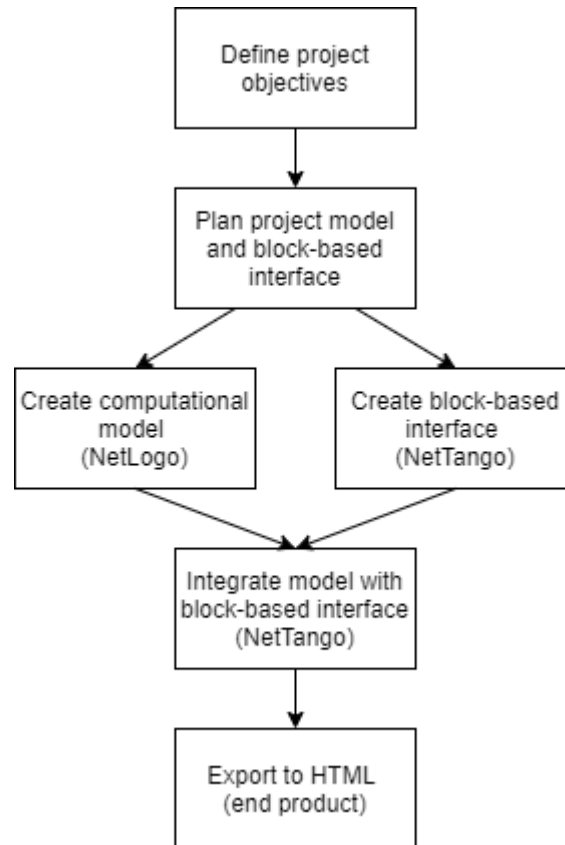 Define project
objectives
Plan project model
and block-based
interface
Create computational
model
(NetLogo)
Create block-based
interface
(NetTango)
Integrate model with
block-based interface
(NetTango)
Export to HTML
(end product)